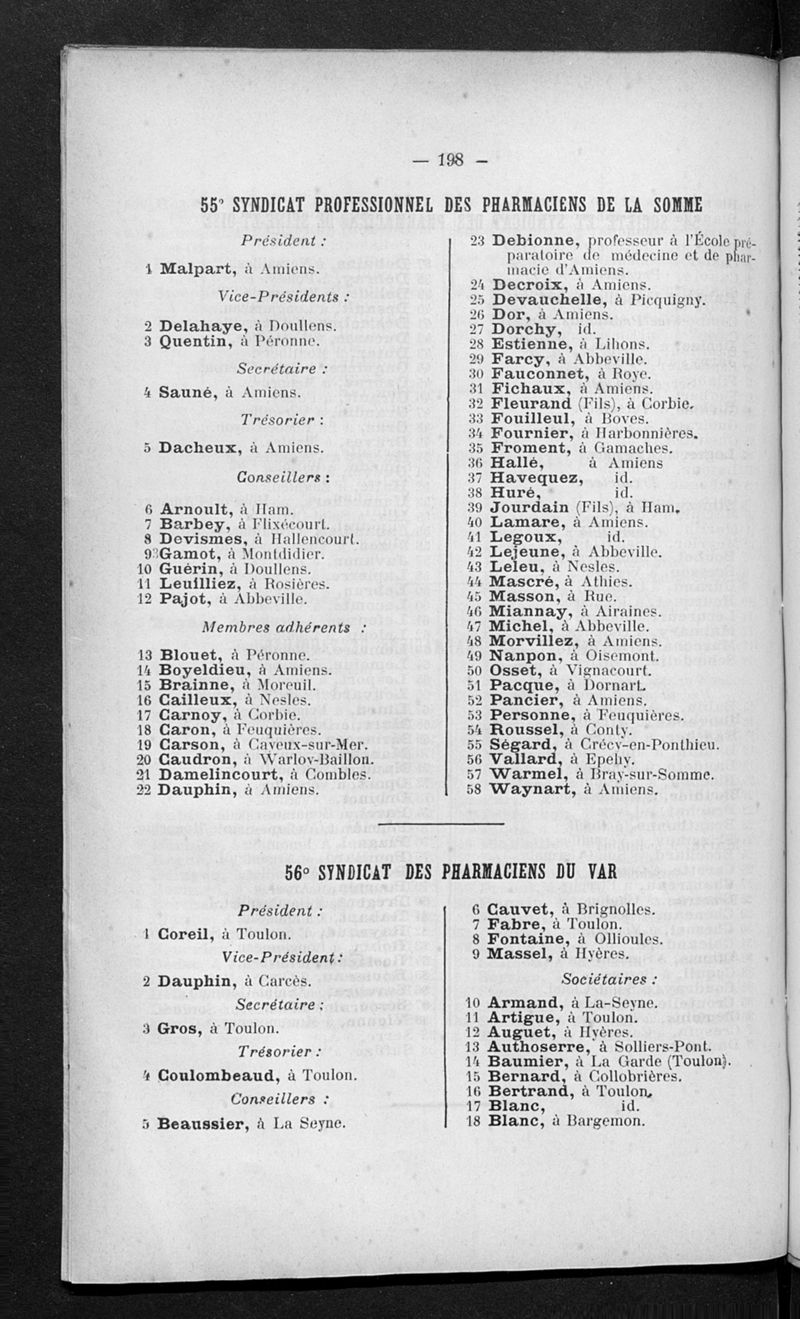 — 198 —
55° SYNDICAT PROFESSIONNEL DES PHARMACIENS DE LA SOMME
Président :
1 Malpart, à Amiens.
Vice-Présidents :
2 Delahaye, à Doullens.
3 Quentin, à Péronne.
Secrétaire :
4 Sauné, à Amiens.
Trésorier :
5 Dacheux, à Amiens.
Conseillers :
6 Arnoult, à Ham.
7 Barbey, à Flixécourt.
8 Devismes, à Hallencourt.
9 Gamot, à Montdidier.
10 Guérin, à Doullens.
11 Leuilliez, à Rosières.
12 Pajot, à Abbeville.
Membres adhérents :
13 Blouet, à Péronne.
14 Boyeldieu, à Amiens.
15 Brainne, à Moreuil.
16 Cailleux, à Nesles.
17 Carnoy, à Corbie.
18 Caron, à Feuquières.
19 Carson, à Cayeux-sur-Mer.
20 Caudron, à Warloy-Baillon.
21 Damelincourt, à Combles.
22 Dauphin, à Amiens.
23 Debionne, professeur à l'École pré-
paratoire de médecine et de phar-
macie d'Amiens.
24 Decroix, à Amiens.
25 Devauchelle, à Picquigny.
26 Dor, à Amiens.
27 Dorchy, id.
28 Estienne, à Lihons.
29 Farcy, à Abbeville.
30 Fauconnet, à Roye.
31 Fichaux, à Amiens.
32 Fleurand (Fils), à Corbie.
33 Fouilleul, à Boves.
34 Fournier, à Harbonnières.
35 Froment, à Gamaches.
36 Hallé, à Amiens
37 Havequez, id.
38 Huré, id.
39 Jourdain (Fils), à Ham.
40 Lamare, à Amiens.
41 Legoux, id.
42 Lejeune, à Abbeville.
43 Leleu, à Nesles.
44 Mascré, à Athies.
45 Masson, à Rue.
46 Miannay, à Airaines.
47 Michel, à Abbeville.
48 Morvillez, à Amiens.
49 Nanpon, à Oisemont.
50 Osset, à Vignacourt.
51 Pacque, à Dornart.
52 Pancier, à Amiens.
53 Personne, à Feuquières.
54 Roussel, à Conty.
55 Ségard, à Crécy-en-Ponthieu.
56 Vallard, à Epehy.
57 Warmel, à Bray-sur-Somme.
58 Waynart, à Amiens.
56° SYNDICAT DES PHARMACIENS DU VAR
Président :
1 Coreil, à Toulon.
Vice-Président :
2 Dauphin, à Carcès.
Secrétaire :
3 Gros, à Toulon.
Trésorier :
4 Coulombeaud, à Toulon.
Conseillers :
5 Beaussier, à La Seyne.
6 Cauvet, à Brignolles.
7 Fabre, à Toulon.
8 Fontaine, à Ollioules.
9 Massel, à Hyères.
Sociétaires :
10 Armand, à La-Seyne.
11 Artigue, à Toulon.
12 Auguet, à Hyères.
13 Authoserre, à Solliers-Pont.
14 Baumier, à La Garde (Toulon).
15 Bernard, à Collobrières.
16 Bertrand, à Toulon.
17 Blanc, id.
18 Blanc, à Bargemon.